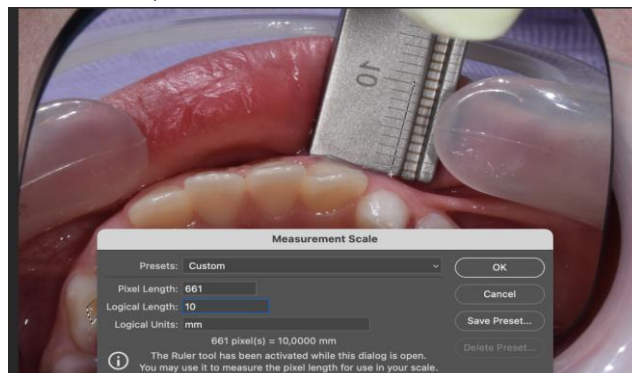 10
Measurement Scale
Presets: Custom
OK
Pixel Length: 661
Cancel
Logical Length: 10
Logical Units: mm
Save Preset...
661 pixel(s) = 10,0000 mm
Delete Preset...
The Ruler tool has been activated while this dialog is open.
You may use it to measure the pixel length for use in your scale.